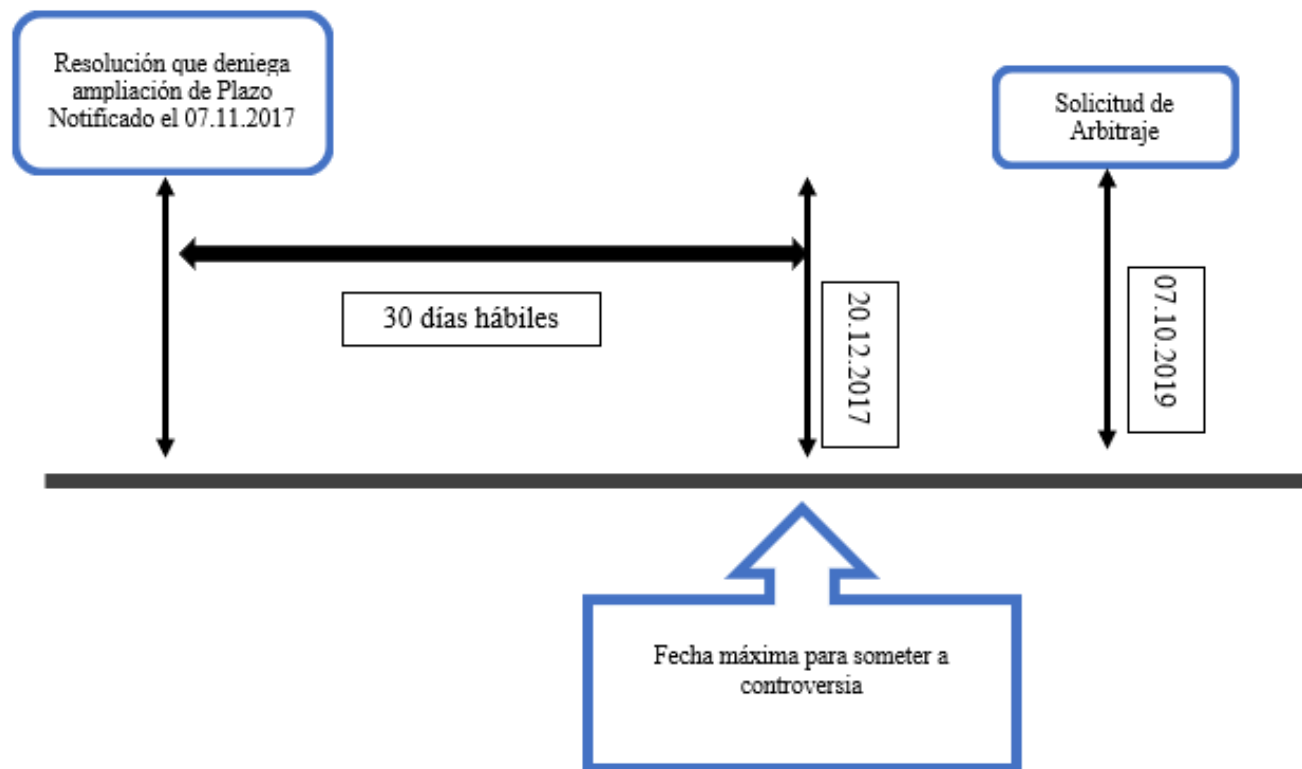 Resolución que deniega
ampliación de Plazo
Notificado el 07.11.2017
Solicitud de
Arbitraje
30 días hábiles
20.12.2017
07.10.2019
Fecha máxima para someter a
controversia